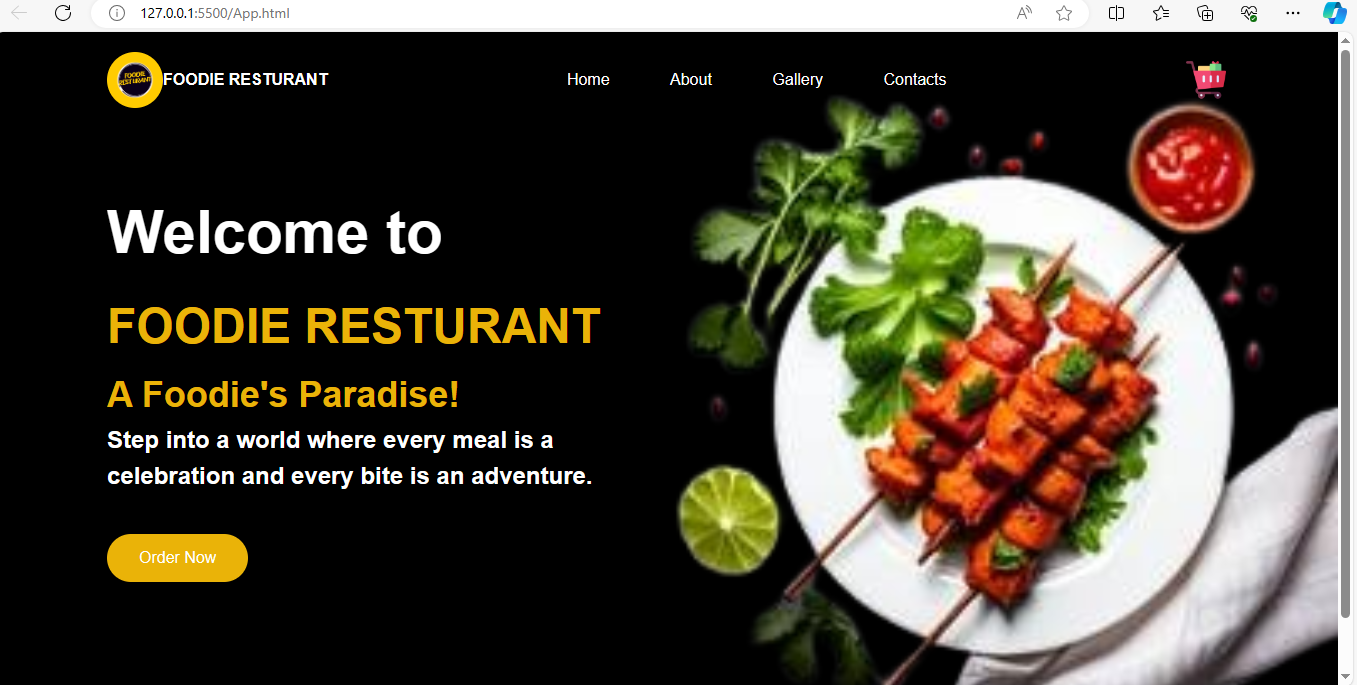 127.0.0.1:5500/App.html
FOODIE RESTURANT
FOODIE RESTURANT Home About Gallery Contacts
Welcome to
FOODIE RESTURANT
A Foodie's Paradise!
Step into a world where every meal is a
celebration and every bite is an adventure.
Order Now